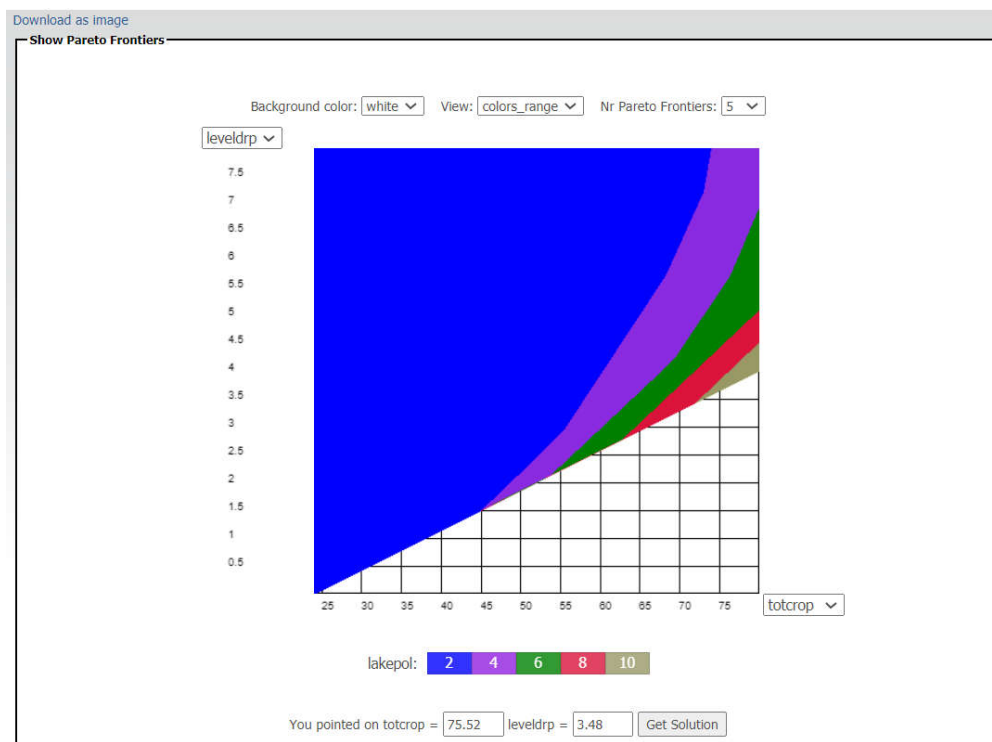 Download as image
Show Pareto Frontiers
Background color: white View: colors_range Nr Pareto Frontiers: 5
leveldrp
7.5
7
6.5
6
5.5
5
4.5
4
3.5
3
2.5
2
1.5
1
0.5
25 30 35 40 45 50 55 60 65 70 75 totcrop
lakepol: 2 4 6 8 10
You pointed on totcrop = 75.52 leveldrp = 3.48 Get Solution